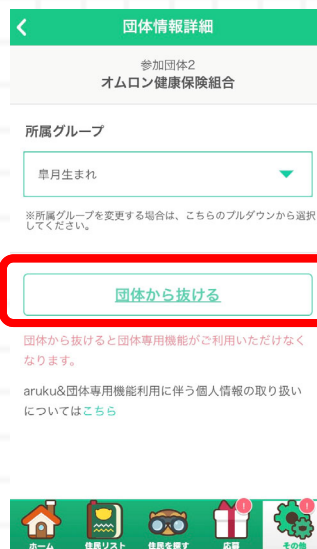 団体情報詳細
参加団体2
オムロン健康保険組合
所属グループ
皐月生まれ
※所属グループを変更する場合は、こちらのプルダウンから選択
してください。
団体から抜ける
団体から抜けると団体専用機能がご利用いただけなく
なります。
aruku&団体専用機能利用に伴う個人情報の取り扱い
についてはこちら
ホーム 住民リスト 住民を探す 応募 その他